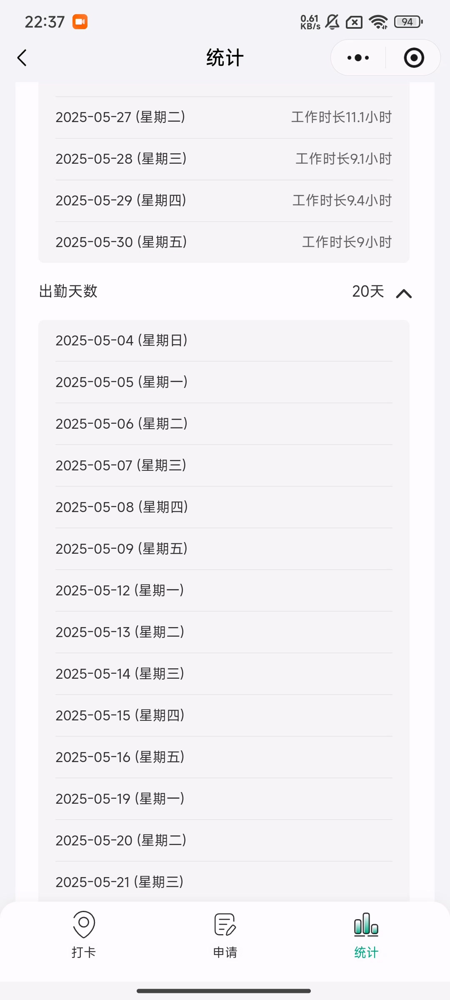 22:37
0.61
KB/s
94
统计
2025-05-27 (星期二) 工作时长11.1小时
2025-05-28 (星期三) 工作时长9.1小时
2025-05-29 (星期四) 工作时长9.4小时
2025-05-30 (星期五) 工作时长9小时
出勤天数 20天
2025-05-04 (星期日)
2025-05-05 (星期一)
2025-05-06 (星期二)
2025-05-07 (星期三)
2025-05-08 (星期四)
2025-05-09 (星期五)
2025-05-12 (星期一)
2025-05-13 (星期二)
2025-05-14 (星期三)
2025-05-15 (星期四)
2025-05-16 (星期五)
2025-05-19 (星期一)
2025-05-20 (星期二)
2025-05-21 (星期三)
打卡 申请 统计